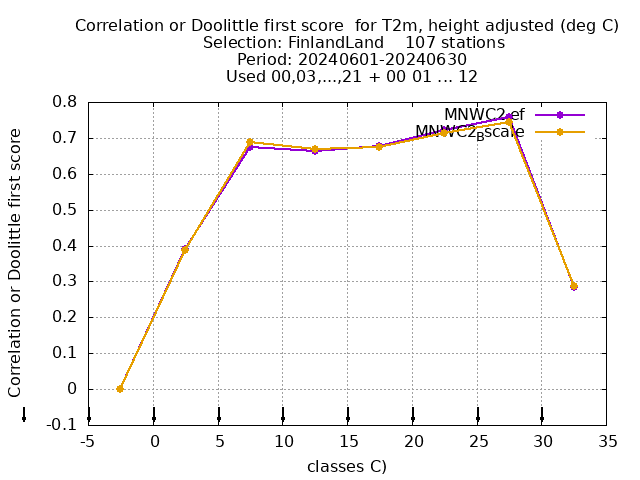 Correlation or Doolittle first score  for T2m, height adjusted (deg C)
Selection: FinlandLand    107 stations
Period: 20240601-20240630
Used 00,03,...,21 + 00 01 ... 12
Correlation or Doolittle first score
0.8
0.7
0.6
0.5
0.4
0.3
0.2
0.1
0
-0.1
MNWC2
MNWC2Bscale
-5 0 5 10 15 20 25 30 35
classes C)